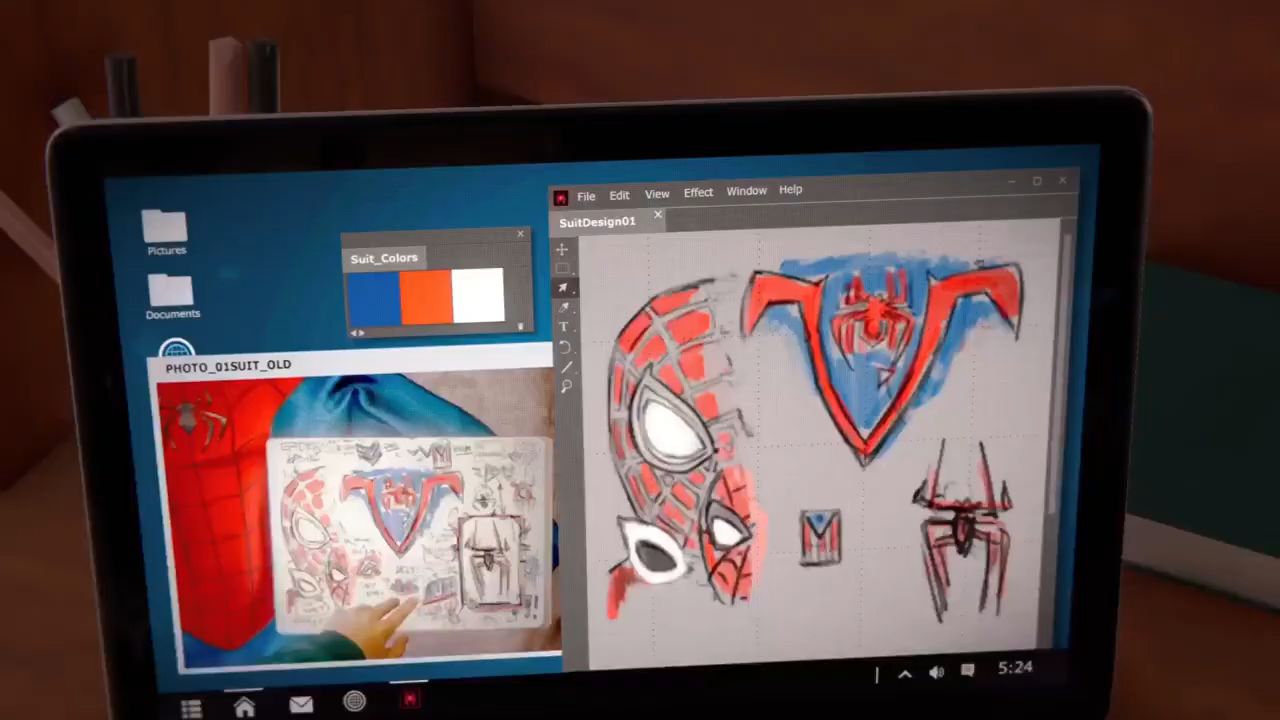 File Edit View Effect Window Help
SuitDesign01
Pictures
Suit_Colors
T
Documents
PHOTO_01SUIT_OLD
5:24